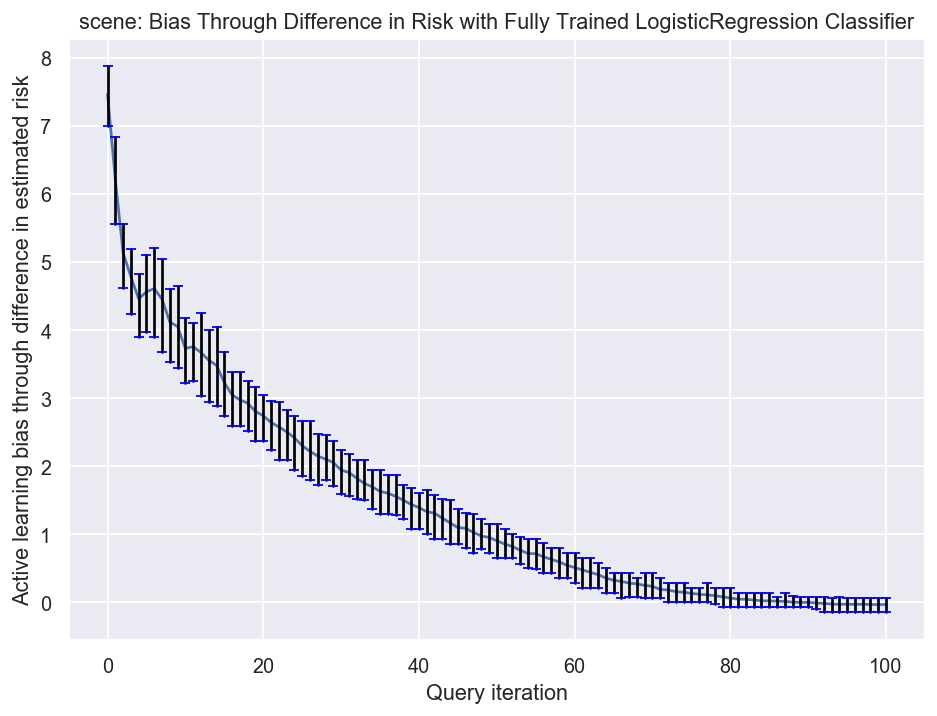 scene: Bias Through Difference in Risk with Fully Trained LogisticRegression Classifier
Active learning bias through difference in estimated risk
8
7
6
5
4
3
2
1
0
0 20 40 60 80 100
Query iteration